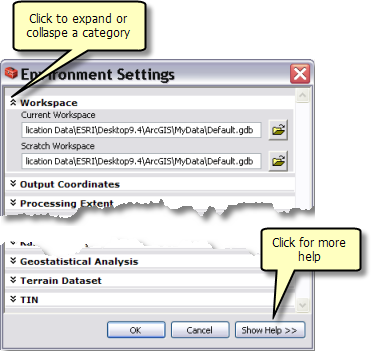 Click to expand or
collaspe a category
Environment Settings
Workspace
Current Workspace
lication Data\ESRI\Desktop9.4\ArcGIS\MyData\Default.gdb
Scratch Workspace
lication Data\ESRI\Desktop9.4\ArcGIS\MyData\Default.gdb
Output Coordinates
Processing Extent
Click for more
help
Geostatistical Analysis
Terrain Dataset
TIN
OK Cancel Show Help >>